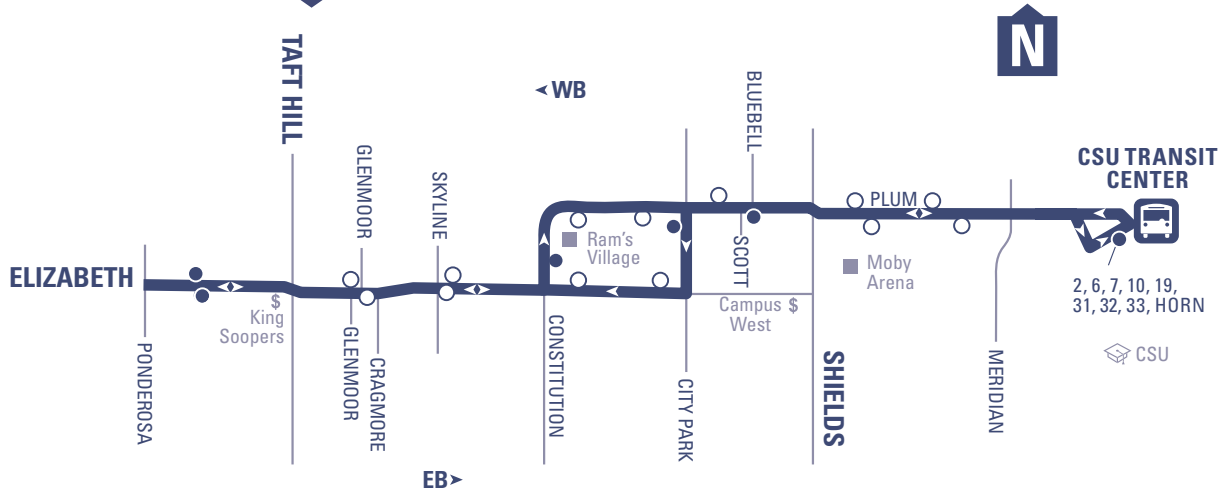 N
TAFT HILL
WB
BLUEBELL
GLENMOOR
SKYLINE
CSU TRANSIT
CENTER
PLUM
ELIZABETH
Ram's
Village
SCOTT
Moby
Arena
2, 6, 7, 10, 19,
31, 32, 33, HORN
$
King
Soopers
Campus $
West
PONDEROSA
GLENMOOR
CRAGMORE
CONSTITUTION
CITY PARK
SHIELDS
MERIDIAN
CSU
EB